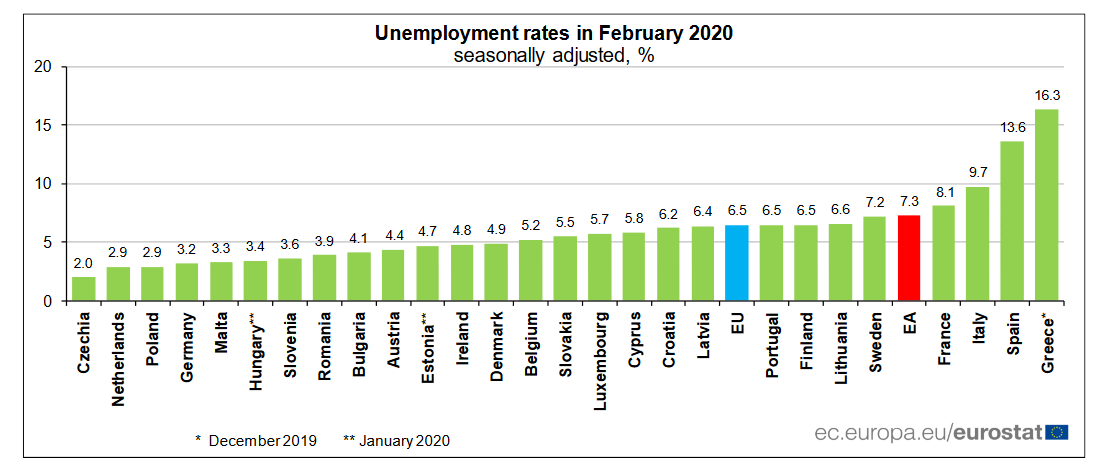 Unemployment rates in February 2020
seasonally adjusted, %
20
15
10
5
0
2.0
2.9
2.9
3.2
3.3
3.4
3.6
3.9
4.1
4.4
4.7
4.8
4.9
5.2
5.5
5.7
5.8
6.2
6.4
6.5
6.5
6.5
6.6
7.2
7.3
8.1
9.7
13.6
16.3
Czechia
Netherlands
Poland
Germany
Malta
Hungary**
Slovenia
Romania
Bulgaria
Austria
Estonia**
Ireland
Denmark
Belgium
Slovakia
Luxembourg
Cyprus
Croatia
Latvia
EU
Portugal
Finland
Lithuania
Sweden
EA
France
Italy
Spain
Greece*
* December 2019 ** January 2020
ec.europa.eu/eurostat